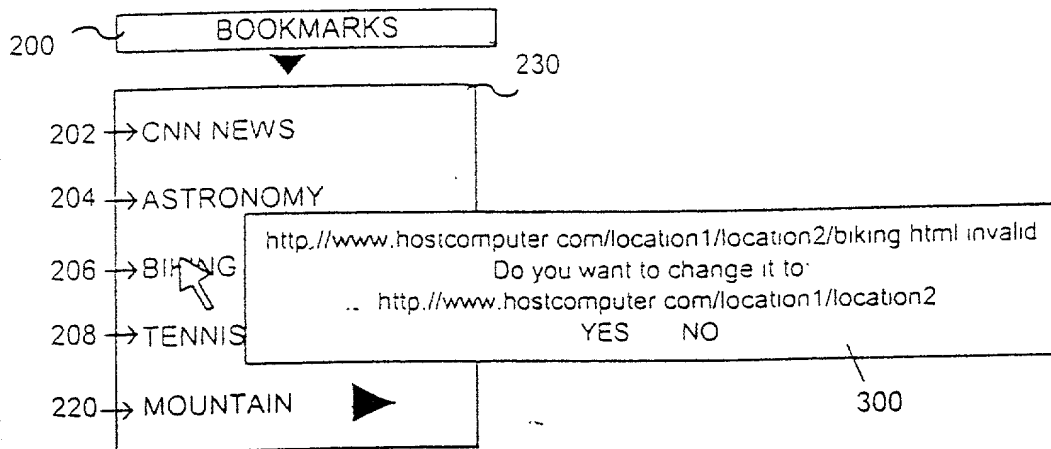 200 BOOKMARKS
230
202 CNN NEWS
204 ASTRONOMY
http.//www.hostcomputer com/location1/location2/biking html invalid
206 BIKING Do you want to change it to:
http.//www.hostcomputer com/location1/location2
208 TENNIS YES NO
220 MOUNTAIN 300